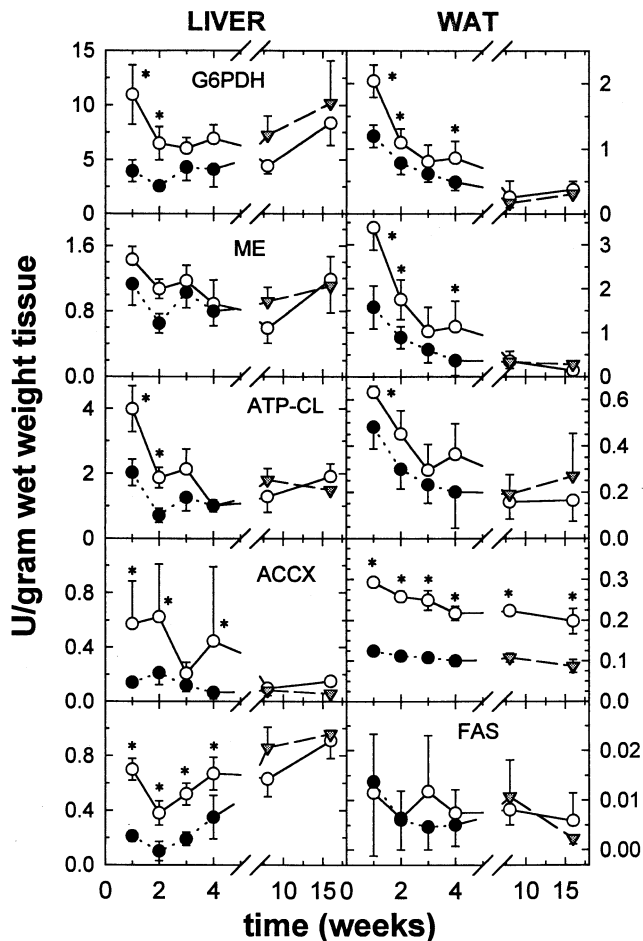 LIVER WAT
U/gram wet weight tissue
G6PDH
15
10
5
0
2
1
0
* * * * *
ME
1.6
0.8
0.0
3
2
1
0
* * *
ATP-CL
4
2
0
0.6
0.4
0.2
0.0
* * *
ACCX
0.8
0.4
0.0
0.3
0.2
0.1
0.0
* * * * * * * * *
FAS
0.8
0.4
0.0
0.02
0.01
0.00
* * * *
0 2 4 10 15 0 2 4 10 15
time (weeks)